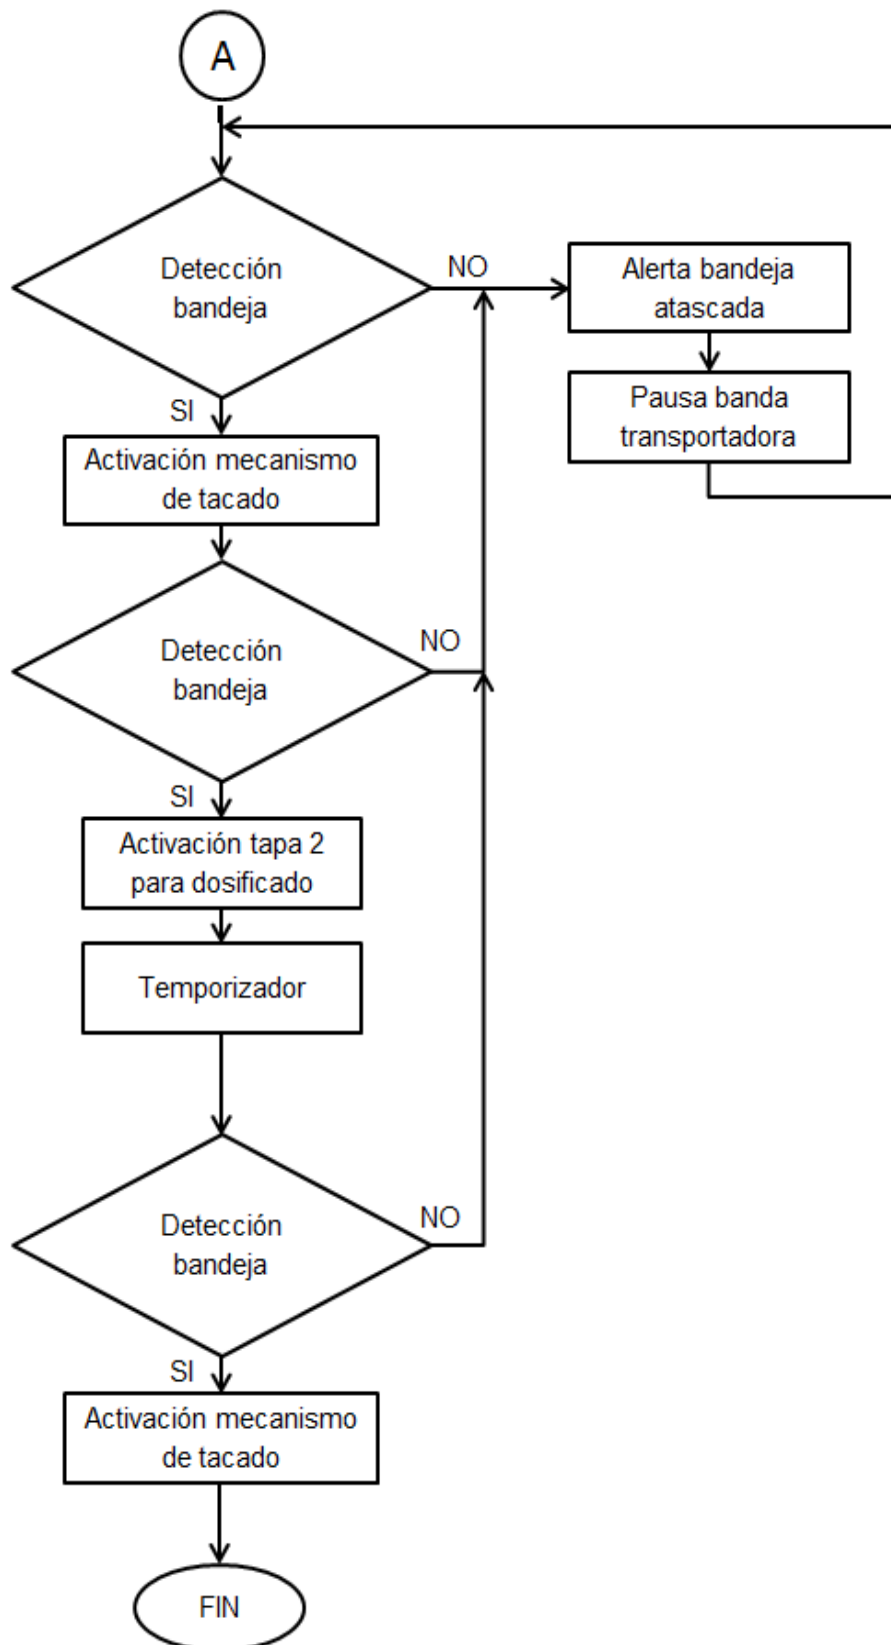 A
Detección
bandeja
NO
Alerta bandeja
atascada
Pausa banda
transportadora
SI
Activación mecanismo
de tacado
Detección
bandeja
NO
SI
Activación tapa 2
para dosificado
Temporizador
Detección
bandeja
NO
SI
Activación mecanismo
de tacado
FIN